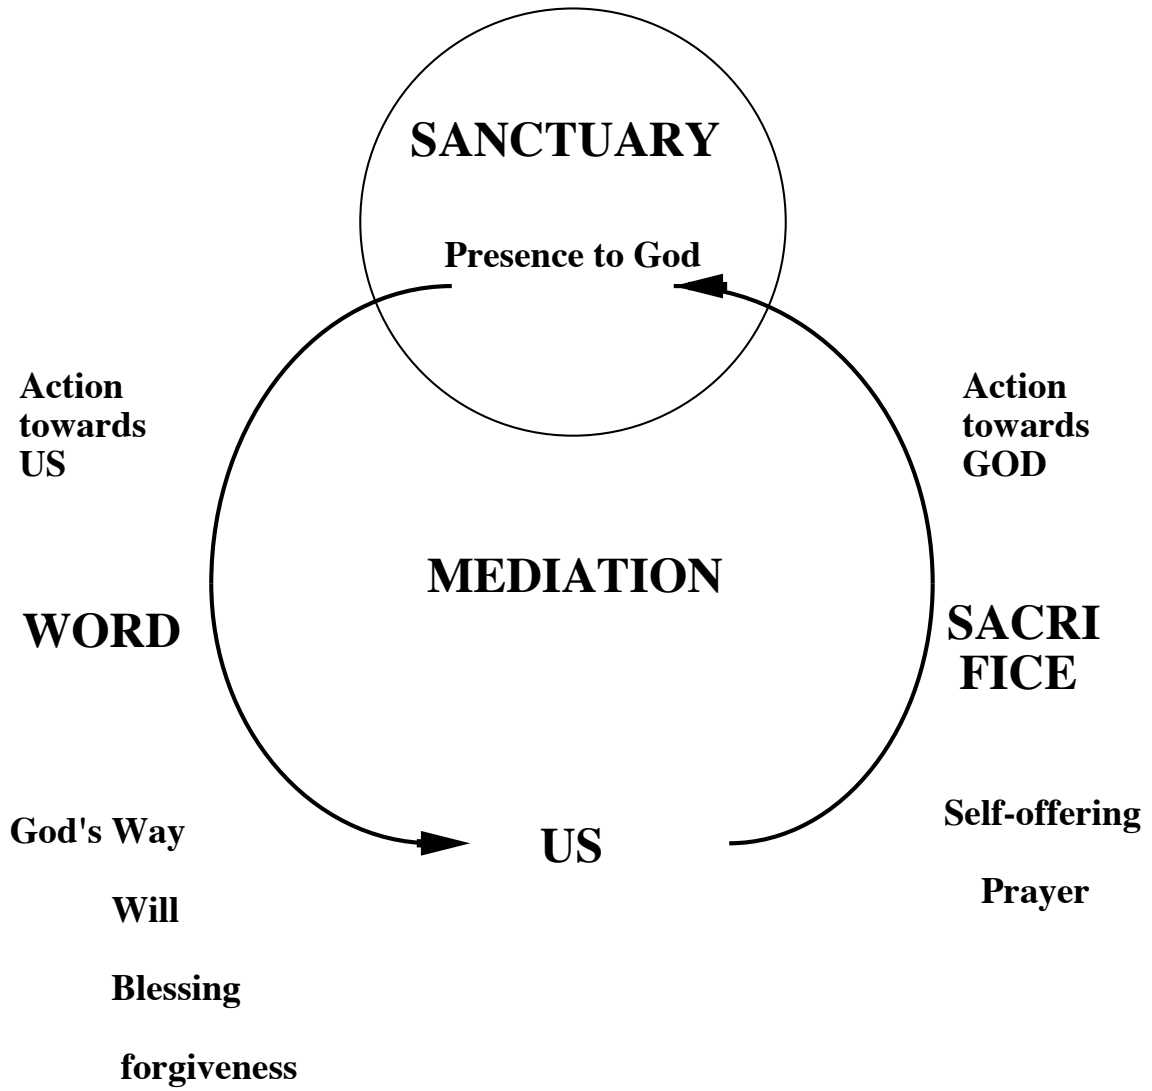 SANCTUARY
Presence to God
Action
towards
US
Action
towards
GOD
MEDIATION
WORD
SACRI
FICE
God's Way
Will
Blessing
forgiveness
US
Self-offering
Prayer